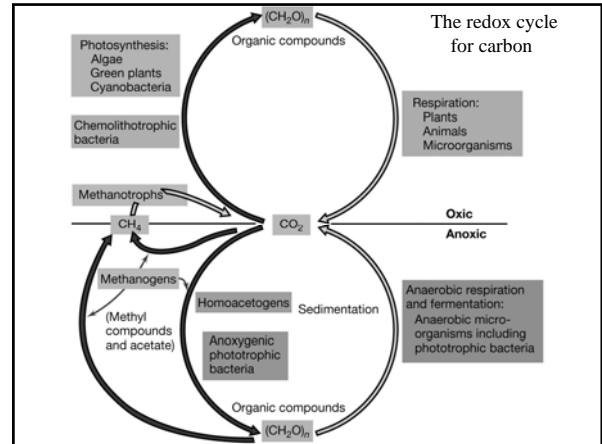 The redox cycle
for carbon
(CH₂O)ₙ
Organic compounds
Photosynthesis:
Algae
Green plants
Cyanobacteria
Chemolithotrophic
bacteria
Respiration:
Plants
Animals
Microorganisms
Methanotrophs
CH₄
CO₂
Oxic
Anoxic
Methanogens
(Methyl
compounds
and acetate)
Homoacetogens
Sedimentation
Anoxygenic
phototrophic
bacteria
Anaerobic respiration
and fermentation:
Anaerobic micro-
organisms including
phototrophic bacteria
Organic compounds
(CH₂O)ₙ